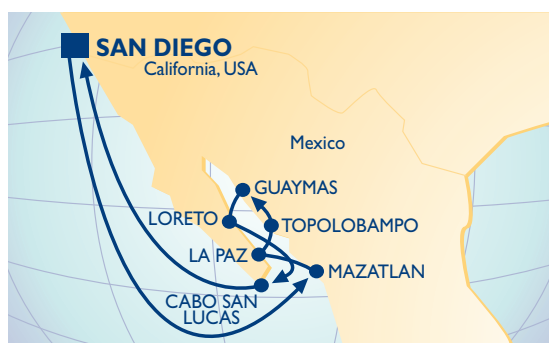 SAN DIEGO
California, USA
Mexico
GUAYMAS
LORETO
TOPOLOBAMPO
LA PAZ
MAZATLAN
CABO SAN
LUCAS